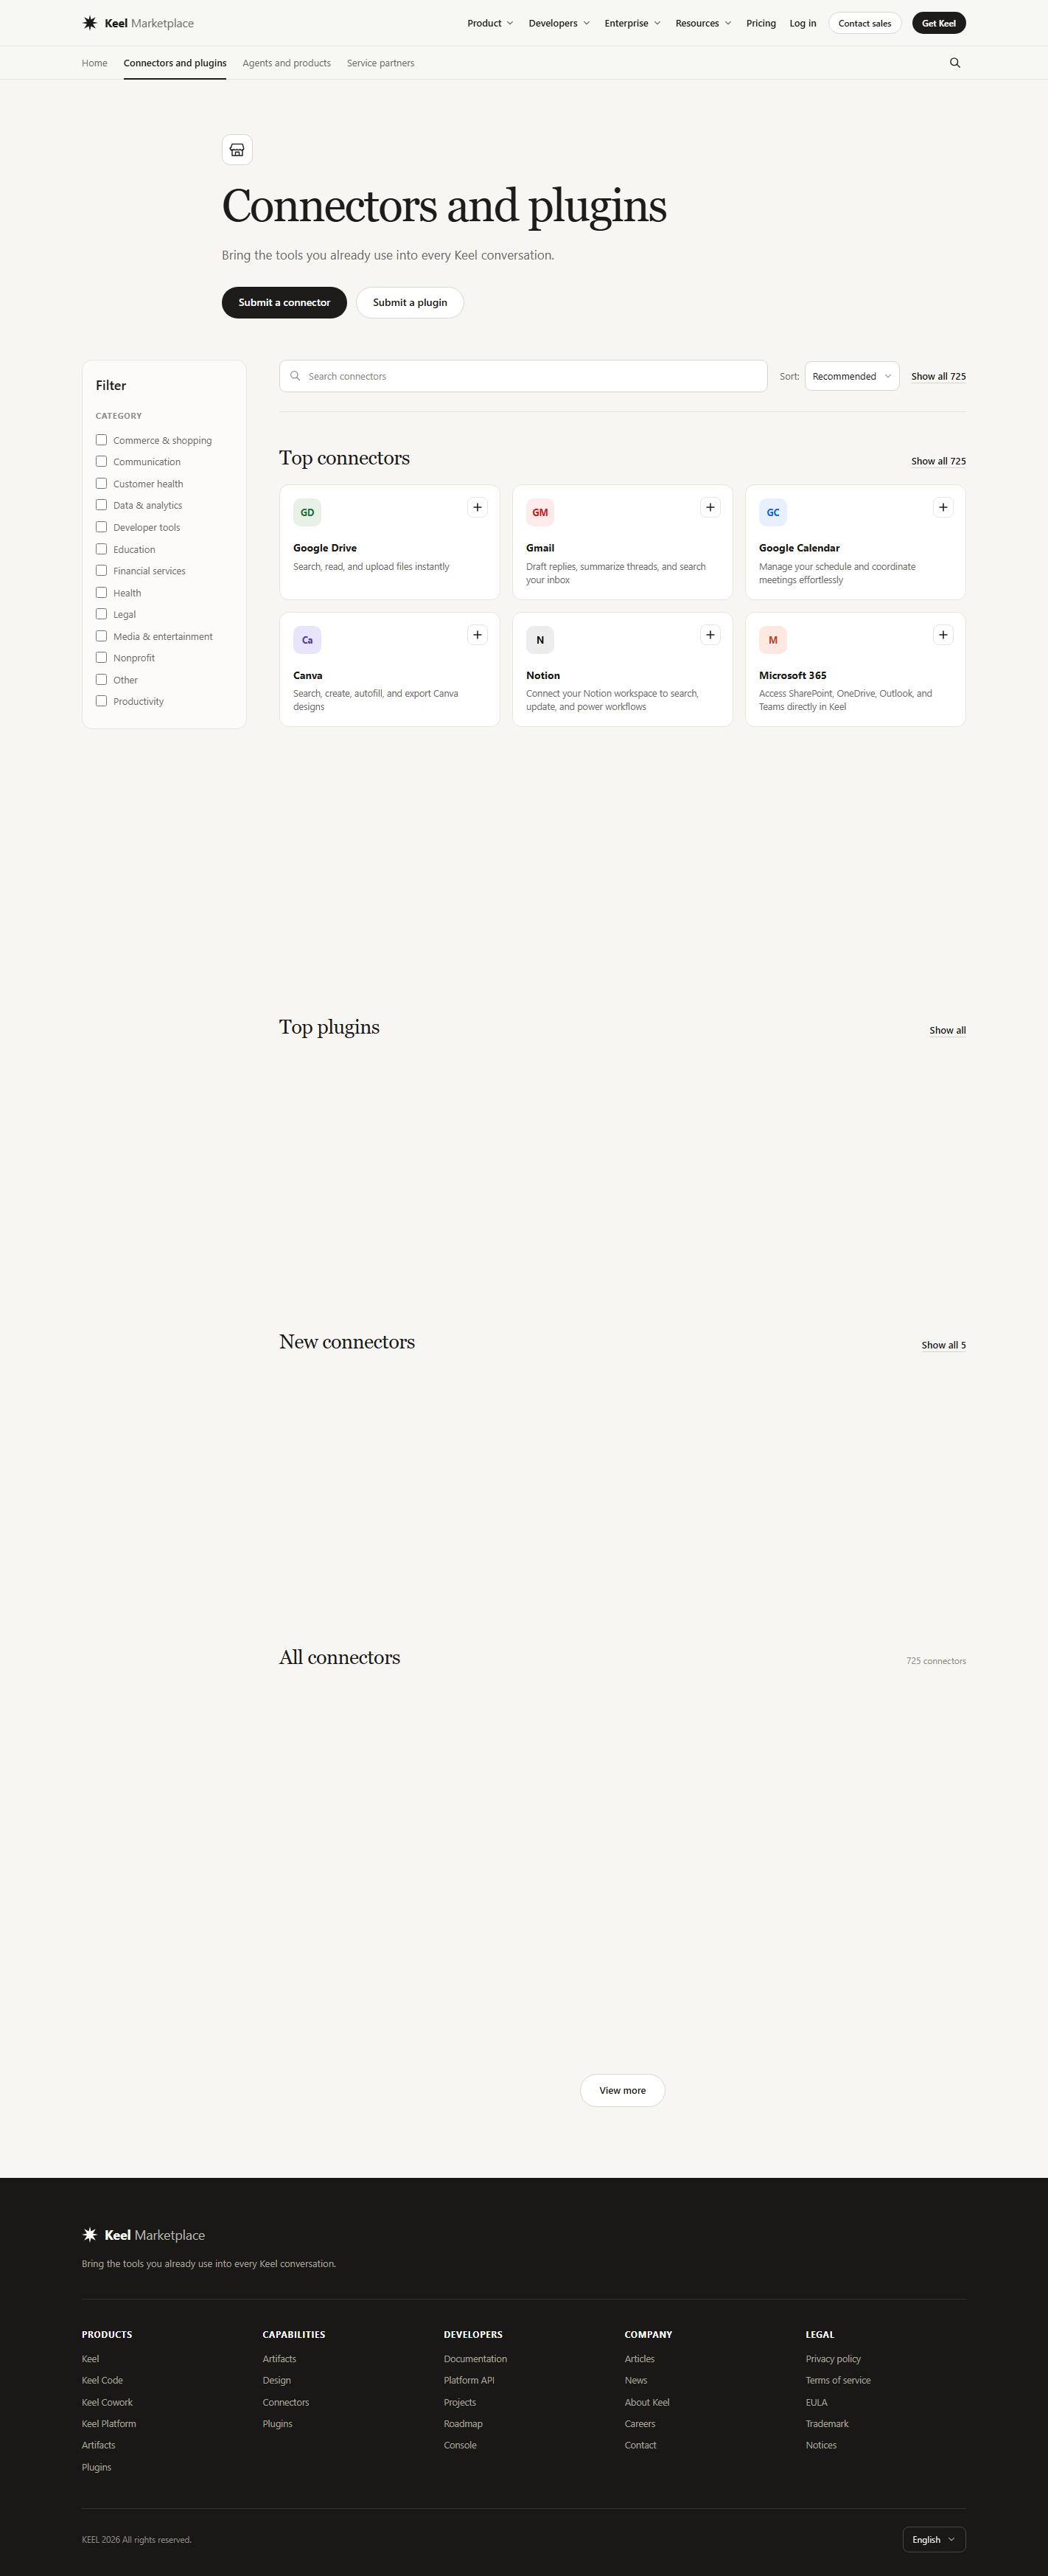 Keel Marketplace
Product
Developers
Enterprise
Resources
Pricing
Log in
Contact sales
Get Keel
Home
Connectors and plugins
Agents and products
Service partners
Connectors and plugins
Bring the tools you already use into every Keel conversation.
Submit a connector
Submit a plugin
Filter
CATEGORY
Commerce & shopping
Communication
Customer health
Data & analytics
Developer tools
Education
Financial services
Health
Legal
Media & entertainment
Nonprofit
Other
Productivity
Search connectors
Sort:
Recommended
Show all 725
Top connectors
Show all 725
GD
Google Drive
Search, read, and upload files instantly
GM
Gmail
Draft replies, summarize threads, and search
your inbox
GC
Google Calendar
Manage your schedule and coordinate
meetings effortlessly
Ca
Canva
Search, create, autofill, and export Canva
designs
N
Notion
Connect your Notion workspace to search,
update, and power workflows
M
Microsoft 365
Access SharePoint, OneDrive, Outlook, and
Teams directly in Keel
Top plugins
Show all
New connectors
Show all 5
All connectors
725 connectors
View more
Keel Marketplace
Bring the tools you already use into every Keel conversation.
PRODUCTS
Keel
Keel Code
Keel Cowork
Keel Platform
Artifacts
Plugins
CAPABILITIES
Artifacts
Design
Connectors
Plugins
DEVELOPERS
Documentation
Platform API
Projects
Roadmap
Console
COMPANY
Articles
News
About Keel
Careers
Contact
LEGAL
Privacy policy
Terms of service
EULA
Trademark
Notices
KEEL 2026 All rights reserved.
English